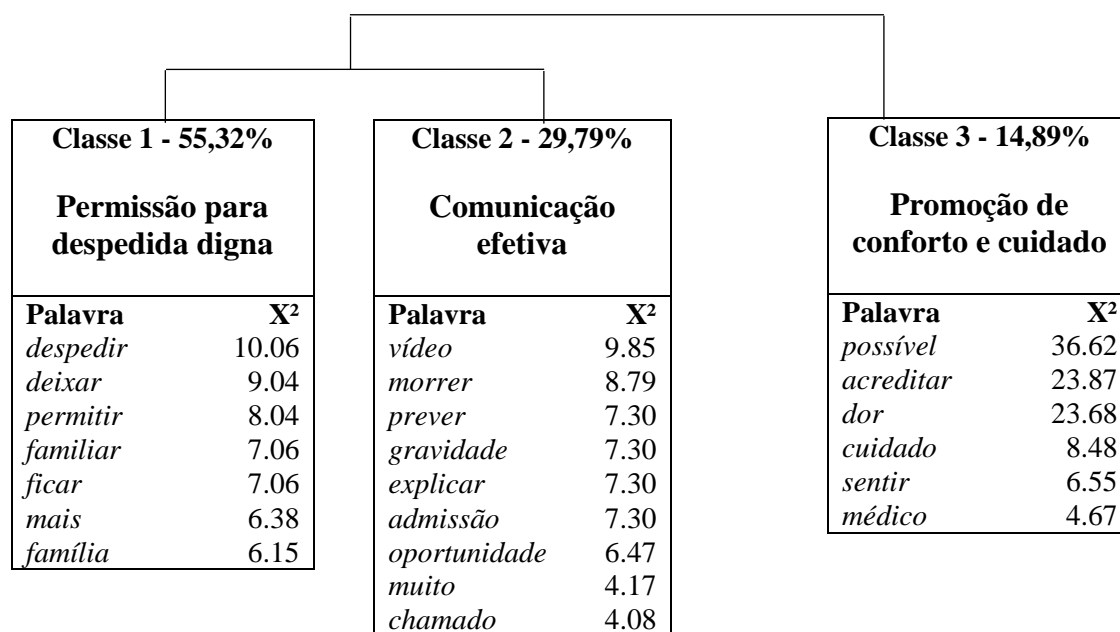 Classe 1 - 55,32%
Permissão para
despedida digna
Palavra X²
despedir 10.06
deixar 9.04
permitir 8.04
familiar 7.06
ficar 7.06
mais 6.38
família 6.15
Classe 2 - 29,79%
Comunicação
efetiva
Palavra X²
vídeo 9.85
morrer 8.79
prever 7.30
gravidade 7.30
explicar 7.30
admissão 7.30
oportunidade 6.47
muito 4.17
chamado 4.08
Classe 3 - 14,89%
Promoção de
conforto e cuidado
Palavra X²
possível 36.62
acreditar 23.87
dor 23.68
cuidado 8.48
sentir 6.55
médico 4.67